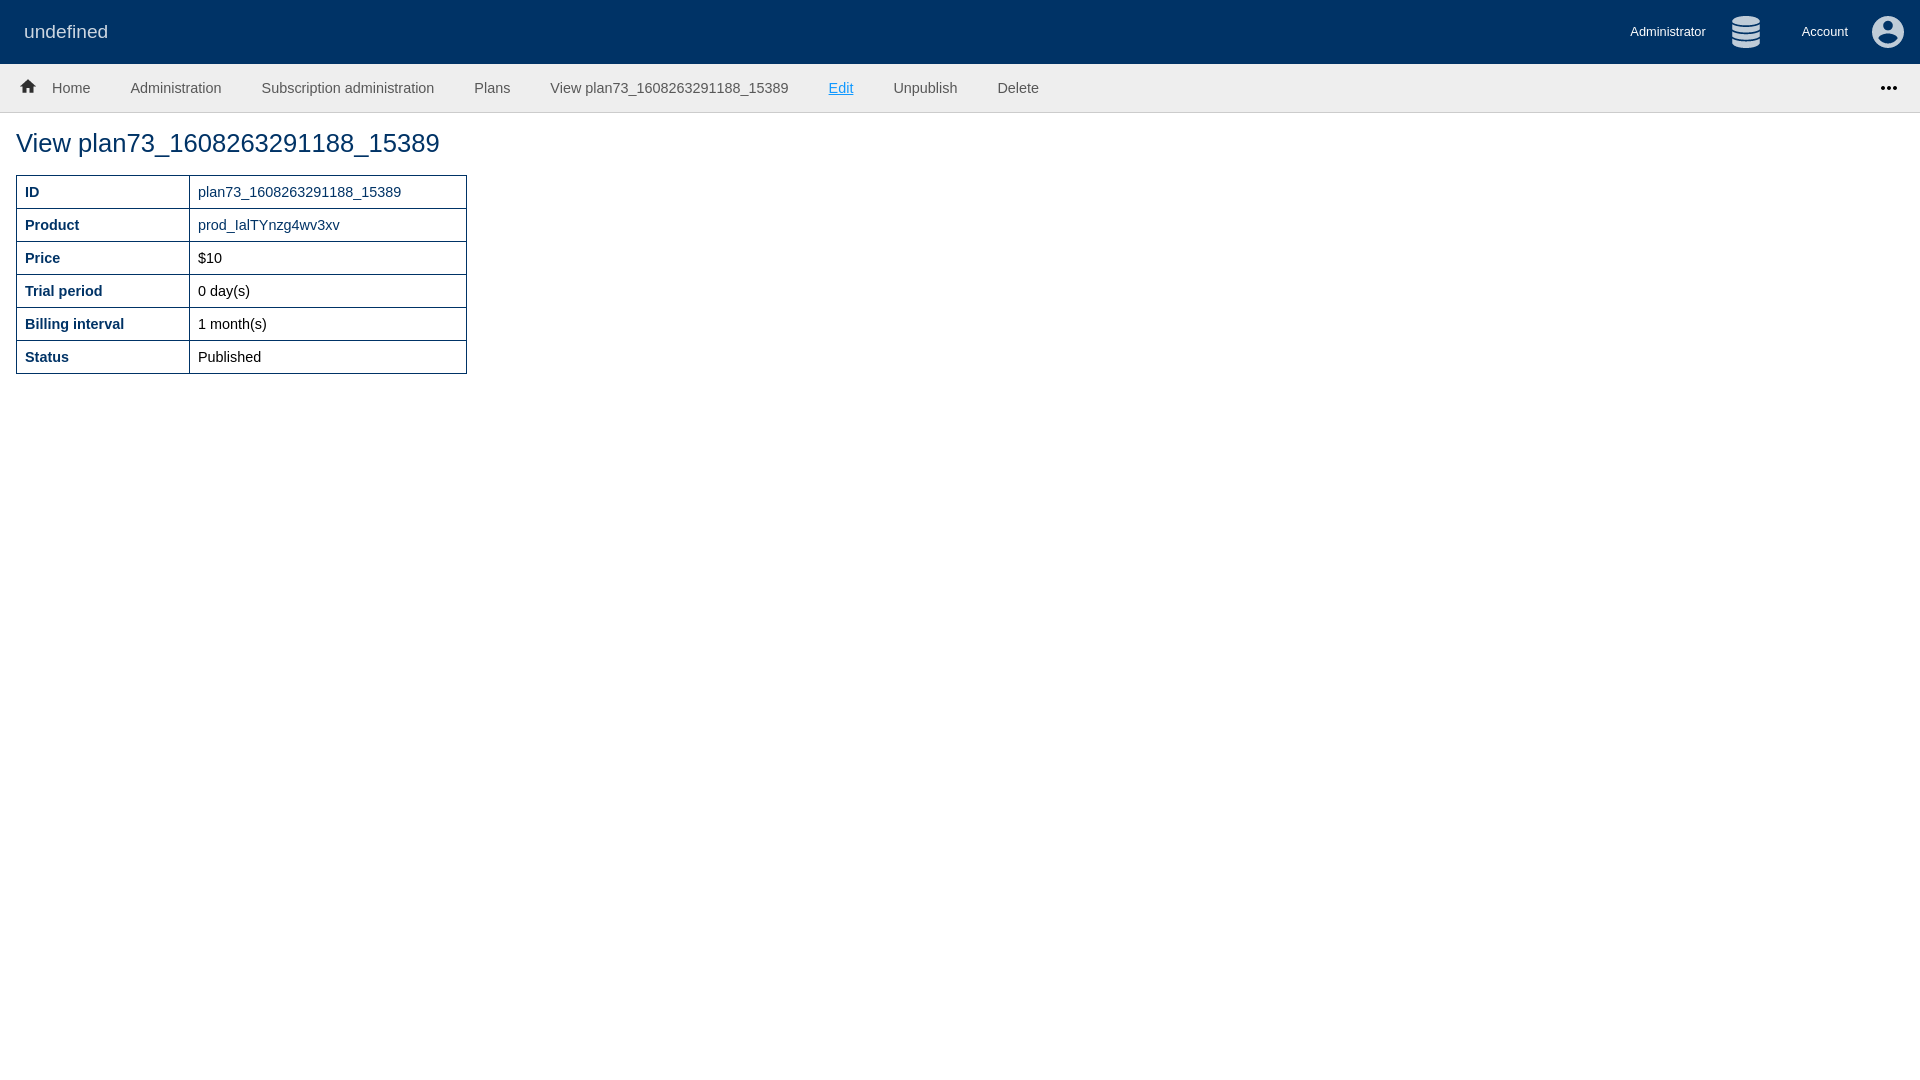 undefined
Administrator
Account
Home
Administration
Subscription administration
Plans
View plan73_1608263291188_15389
Edit
Unpublish
Delete
View plan73_1608263291188_15389
ID plan73_1608263291188_15389
Product prod_IalTYnzg4wv3xv
Price $10
Trial period 0 day(s)
Billing interval 1 month(s)
Status Published